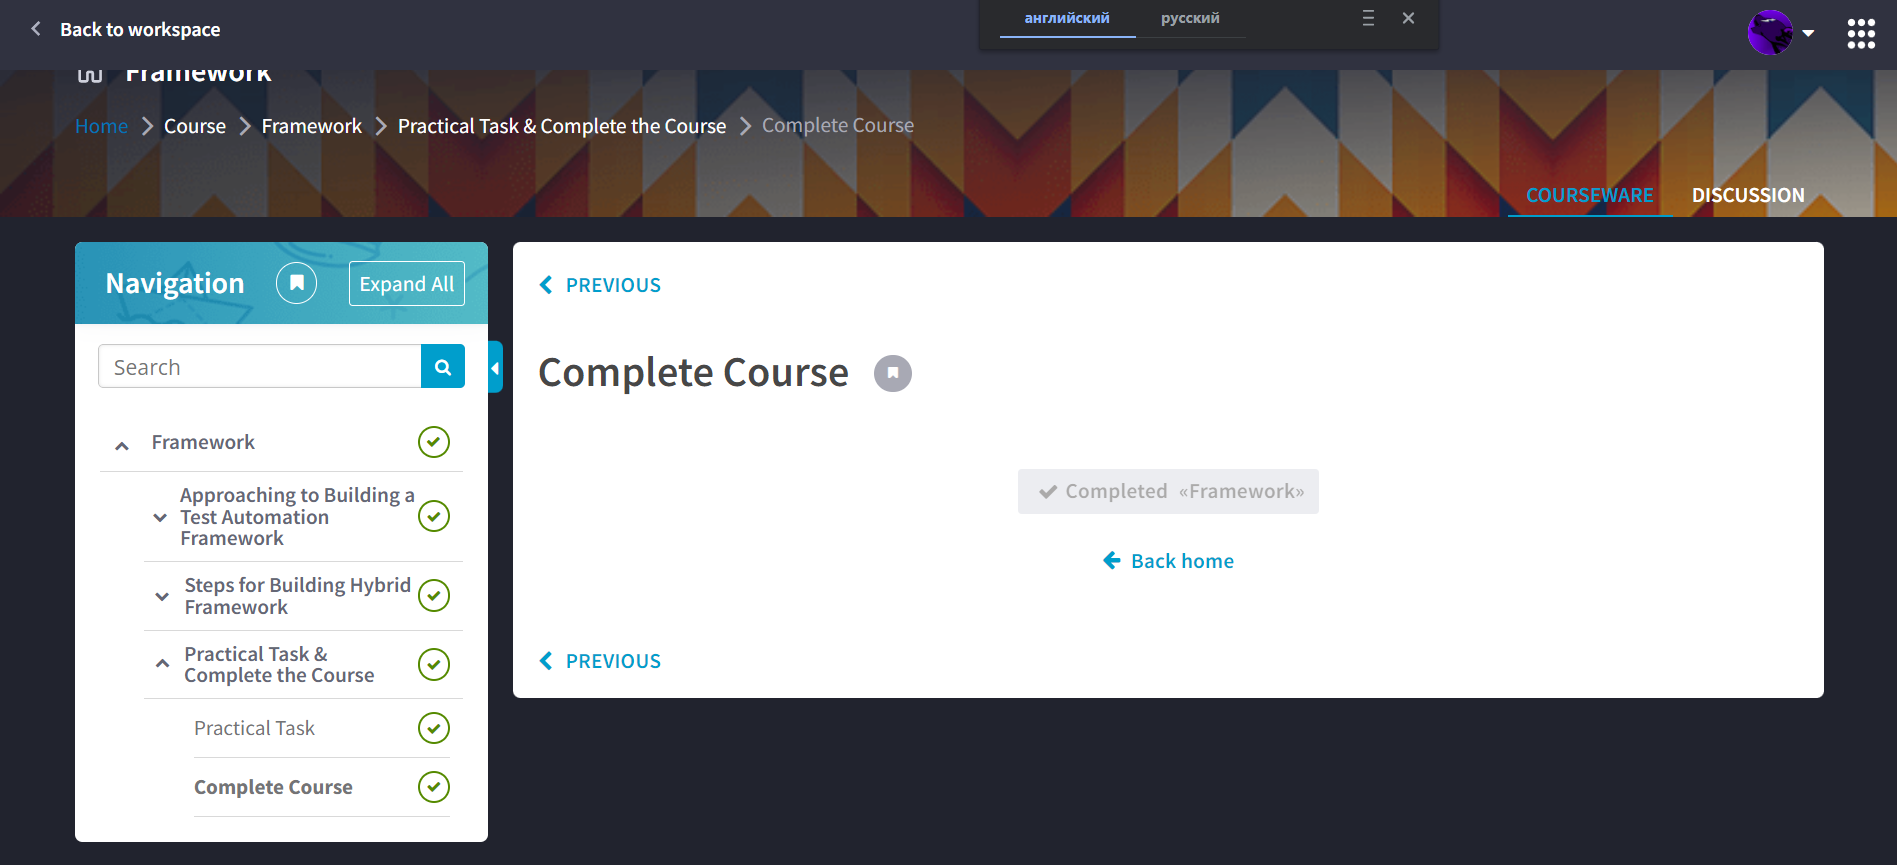 Back to workspace
английский русский
Framework
Home Course Framework Practical Task & Complete the Course Complete Course
COURSEWARE DISCUSSION
Navigation Expand All
Search
Framework
Approaching to Building a
Test Automation
Framework
Steps for Building Hybrid
Framework
Practical Task &
Complete the Course
Practical Task
Complete Course
PREVIOUS
Complete Course
Completed «Framework»
Back home
PREVIOUS